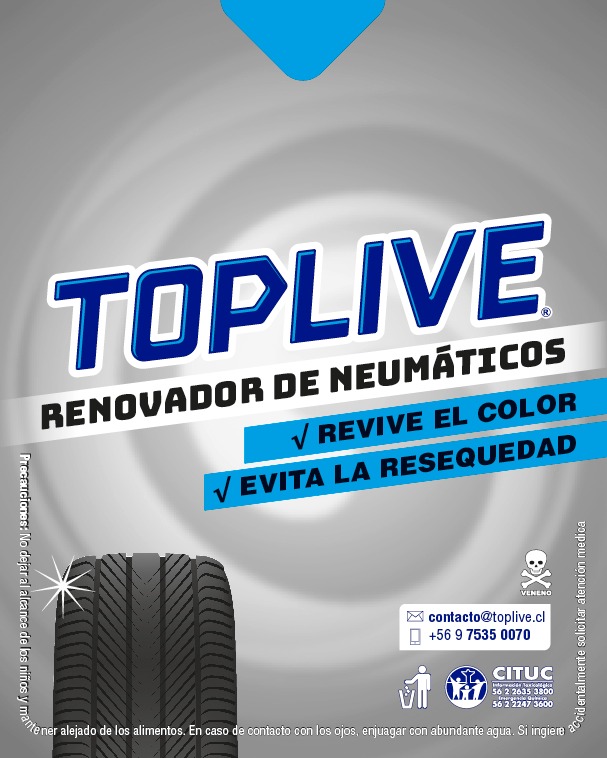 TOPLIVE®
RENOVADOR DE NEUMÁTICOS
√ REVIVE EL COLOR
√ EVITA LA RESEQUEDAD
VENENO
contacto@toplive.cl
+56 9 7535 0070
CITUC
Información Toxicológica
56 2 2635 3800
Emergencia Química
56 2 2247 3600
Precauciones: No dejar al alcance de los niños y mantener alejado de los alimentos. En caso de contacto con los ojos, enjuagar con abundante agua. Si ingiere accidentalmente solicitar atención medica